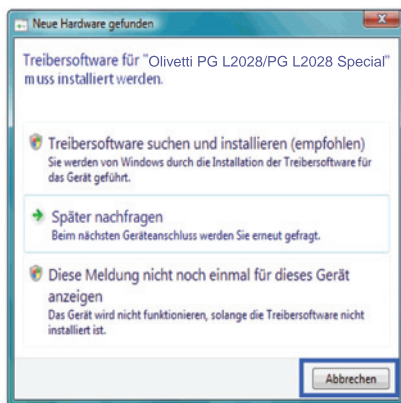 Neue Hardware gefunden
Treibersoftware für "Olivetti PG L2028/PG L2028 Special"
muss installiert werden.
Treibersoftware suchen und installieren (empfohlen)
Sie werden von Windows durch die Installation der Treibersoftware für
das Gerät geführt.
Später nachfragen
Beim nächsten Geräteanschluss werden Sie erneut gefragt.
Diese Meldung nicht noch einmal für dieses Gerät
anzeigen
Das Gerät wird nicht funktionieren, solange die Treibersoftware nicht
installiert ist.
Abbrechen